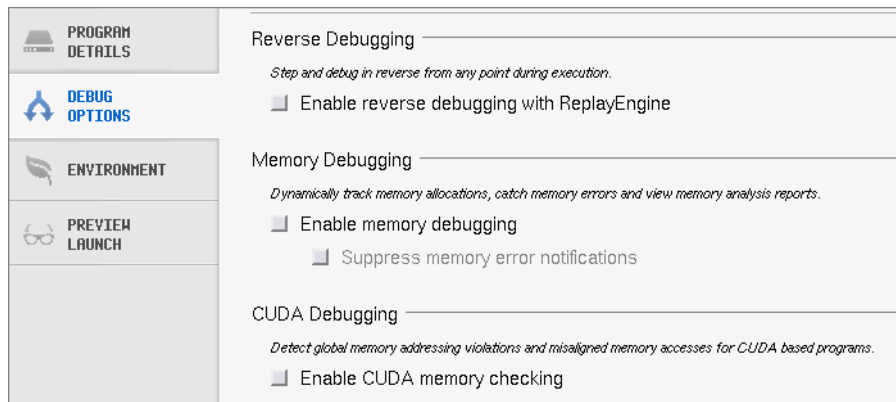 PROGRAM
DETAILS
DEBUG
OPTIONS
ENVIRONMENT
PREVIEW
LAUNCH
Reverse Debugging
Step and debug in reverse from any point during execution.
Enable reverse debugging with ReplayEngine
Memory Debugging
Dynamically track memory allocations, catch memory errors and view memory analysis reports.
Enable memory debugging
Suppress memory error notifications
CUDA Debugging
Detect global memory addressing violations and misaligned memory accesses for CUDA based programs.
Enable CUDA memory checking